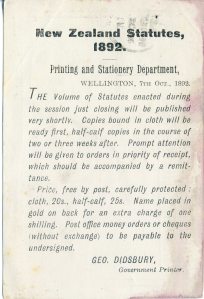 New Zealand Statutes,
1892.
Printing and Stationery Department,
WELLINGTON, 7TH OCT., 1892.
THE Volume of Statutes enacted during
the session just closing will be published
very shortly. Copies bound in cloth will be
ready first, half-calf copies in the course of
two or three weeks after. Prompt attention
will be given to orders in priority of receipt,
which should be accompanied by a remit-
tance.
Price, free by post, carefully protected:
cloth, 20s., half-calf, 25s. Name placed in
gold on back for an extra charge of one
shilling. Post office money orders or cheques
(without exchange) to be payable to the
undersigned.
GEO. DIDSBURY,
Government Printer.